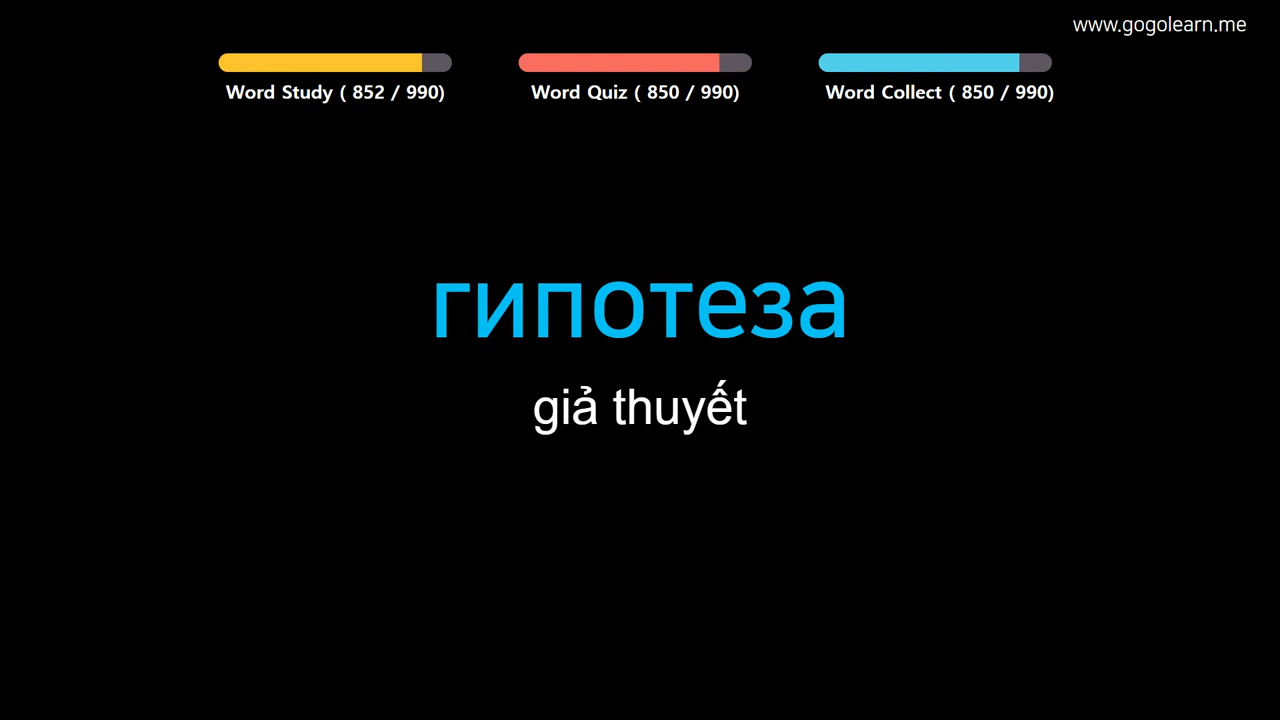 www.gogolearn.me
Word Study ( 852 / 990)
Word Quiz ( 850 / 990)
Word Collect ( 850 / 990)
гипотеза
giả thuyết